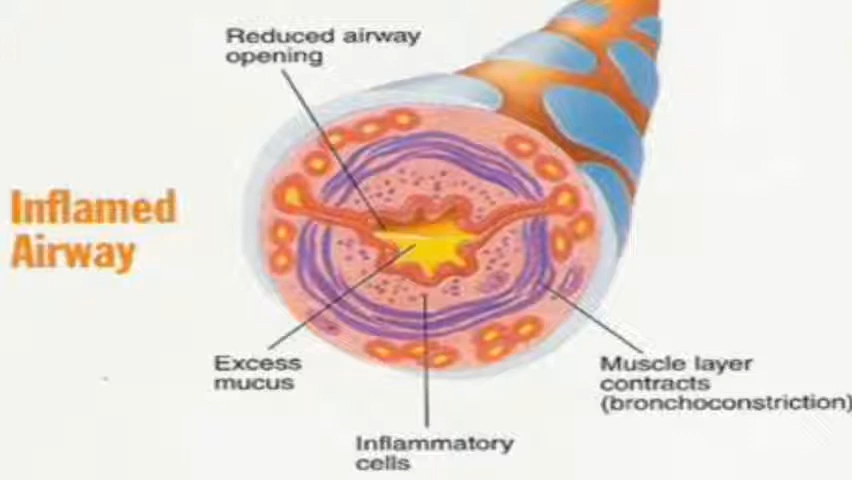 Reduced airway
opening
Inflamed
Airway
Excess
mucus
Muscle layer
contracts
(bronchoconstriction)
Inflammatory
cells